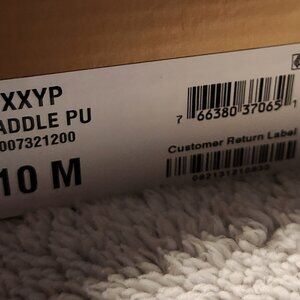 XXYP
ADDLE PU
007321200
10 M
7 66380 37065 1
Customer Return Label